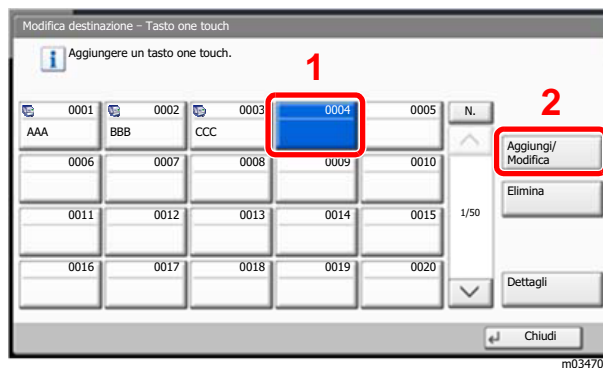 Modifica destinazione – Tasto one touch
Aggiungere un tasto one touch.
1
0001 0002 0003 0004 0005 N.
AAA BBB CCC
2
Aggiungi/
Modifica
0006 0007 0008 0009 0010
Elimina
0011 0012 0013 0014 0015 1/50
0016 0017 0018 0019 0020
Dettagli
Chiudi
m03470